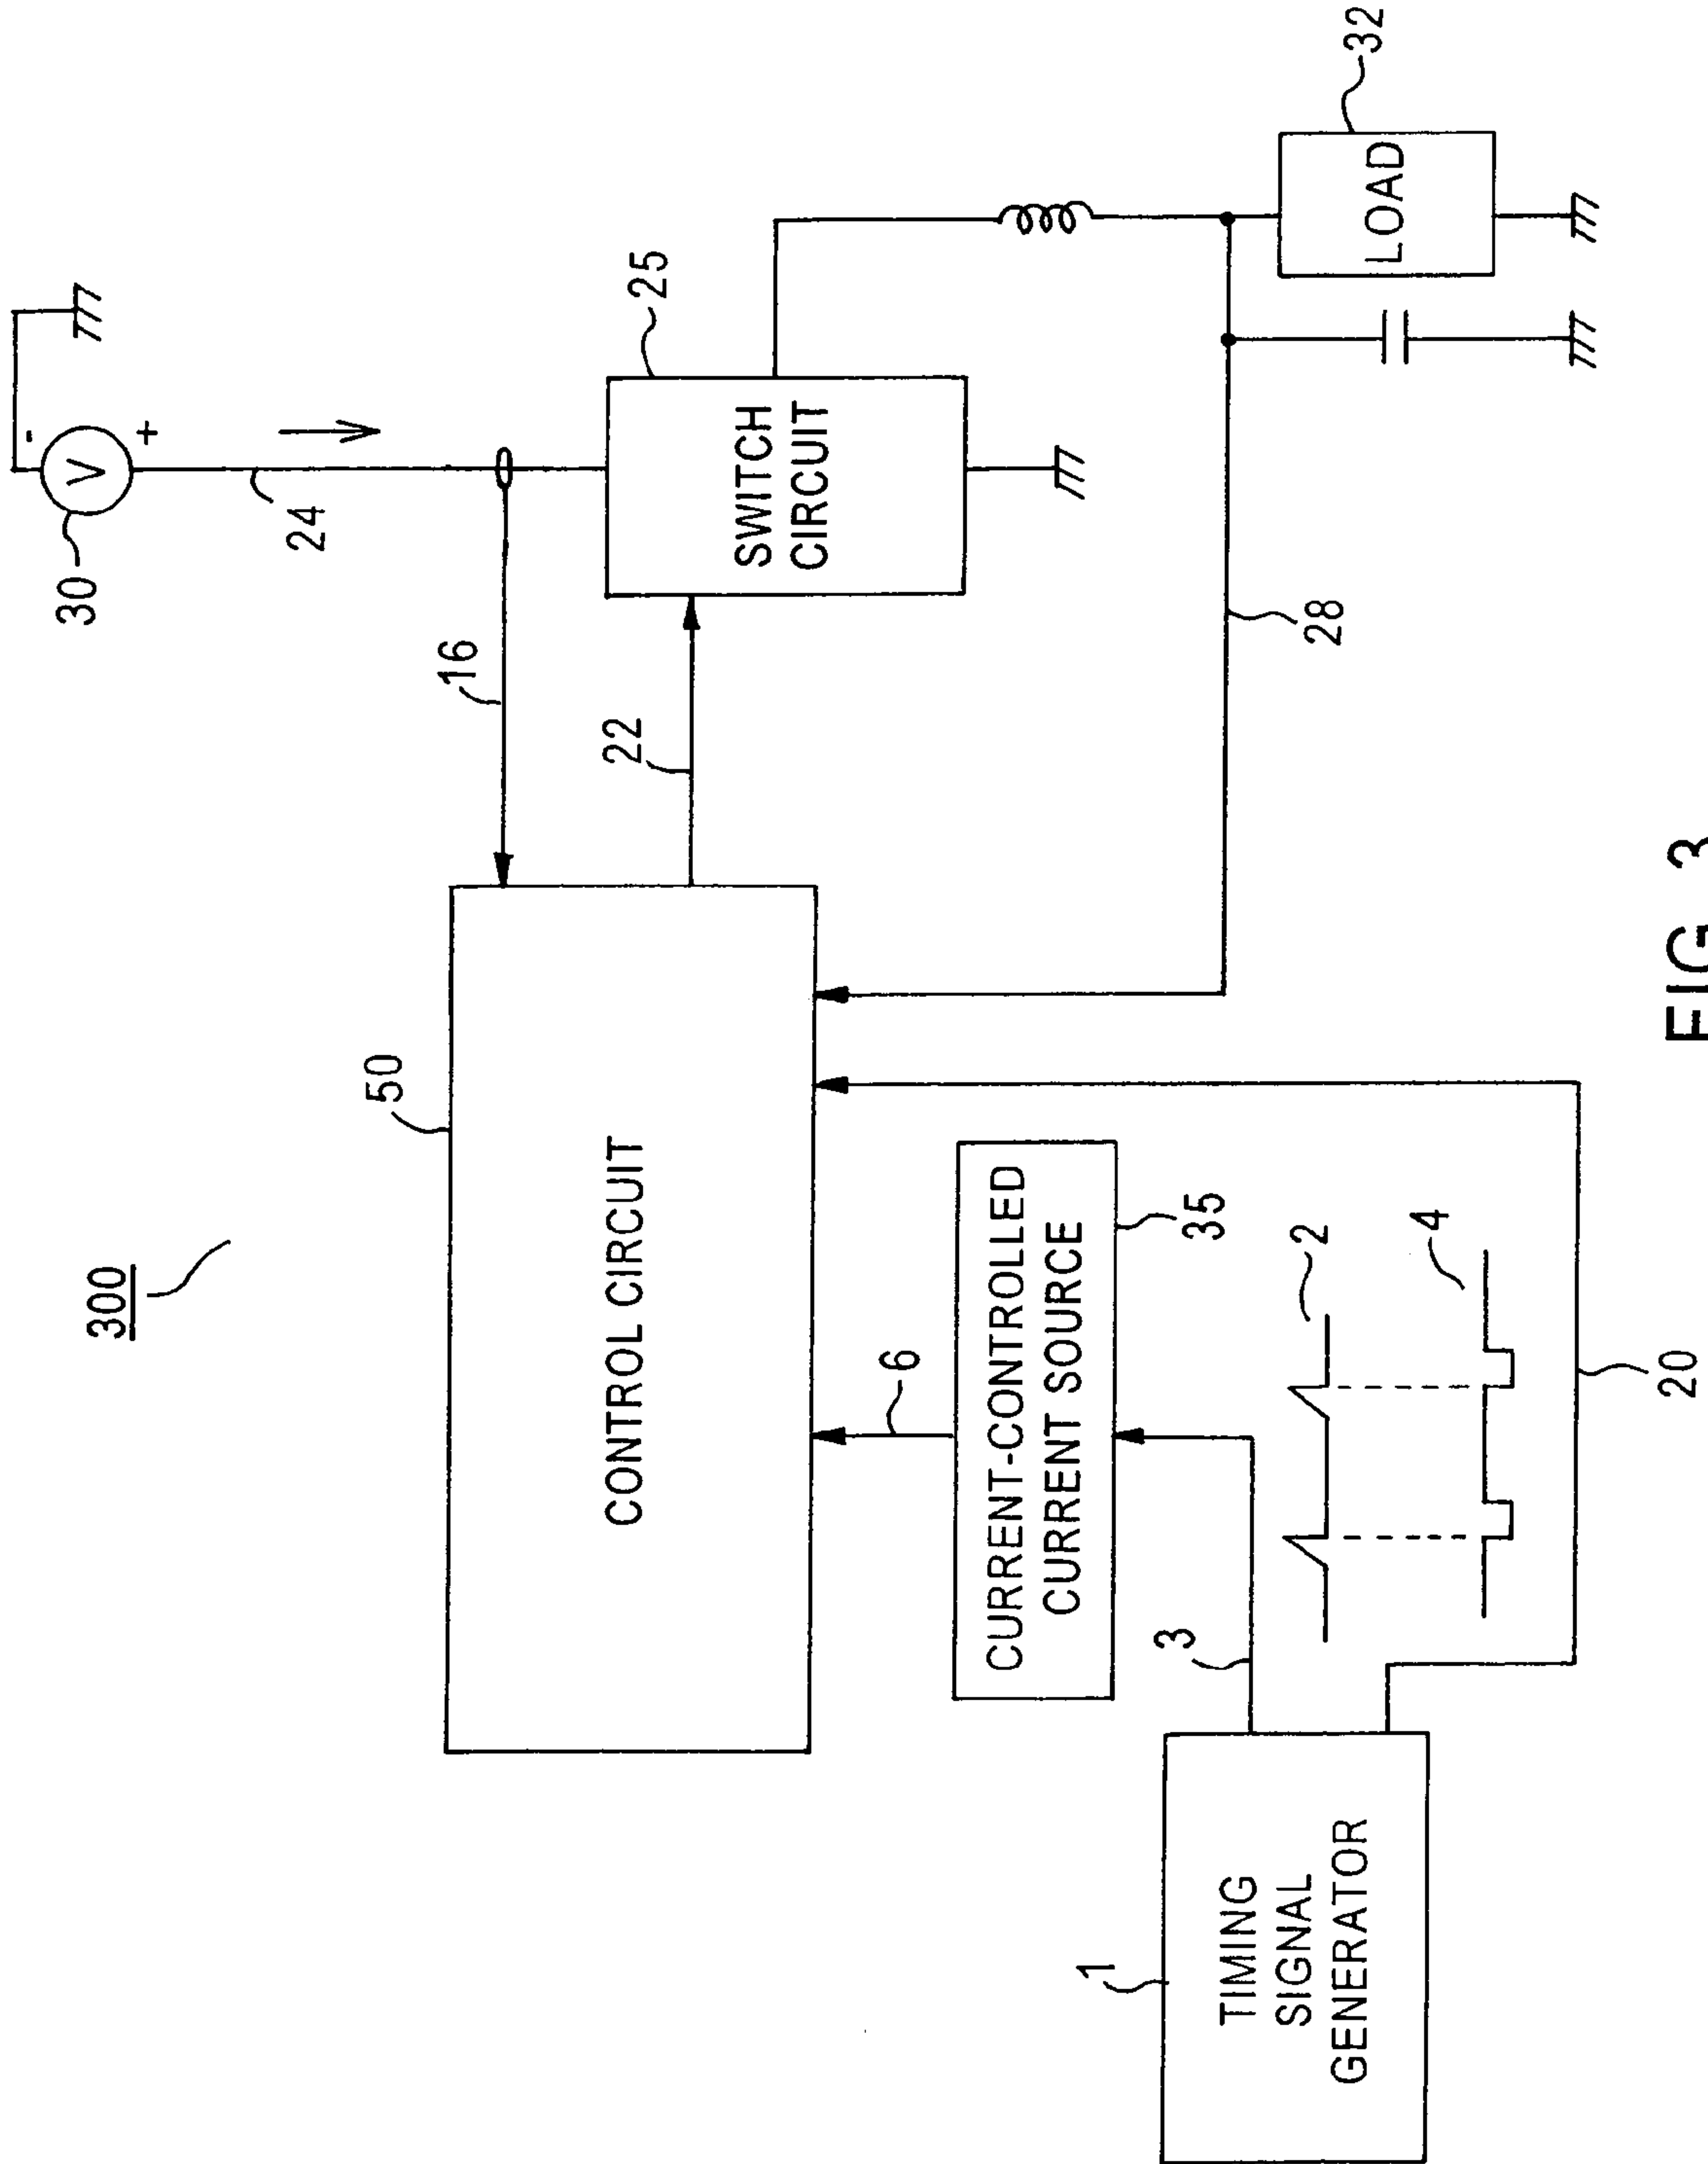 300
30
-
V
+
24
16
50
CONTROL CIRCUIT
22
25
SWITCH
CIRCUIT
6
CURRENT-CONTROLLED
CURRENT SOURCE
35
28
32
LOAD
1
TIMING
SIGNAL
GENERATOR
3
2
4
20
FIG. 3